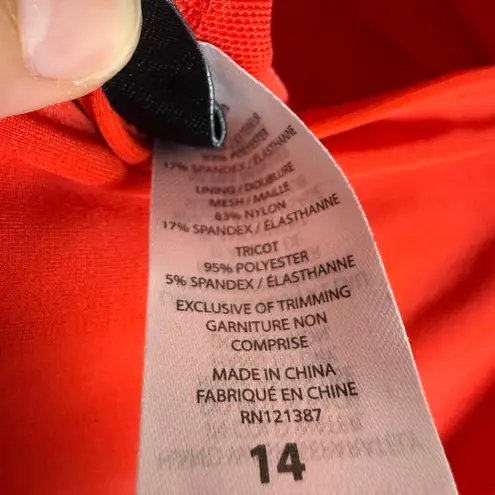 POLYESTER
17% SPANDEX / ÉLASTHANNE
LINING / DOUBLURE
MESH / MAILLE
83% NYLON
17% SPANDEX / ÉLASTHANNE
TRICOT
95% POLYESTER
5% SPANDEX / ÉLASTHANNE
EXCLUSIVE OF TRIMMING
GARNITURE NON
COMPRISE
MADE IN CHINA
FABRIQUÉ EN CHINE
RN121387
14